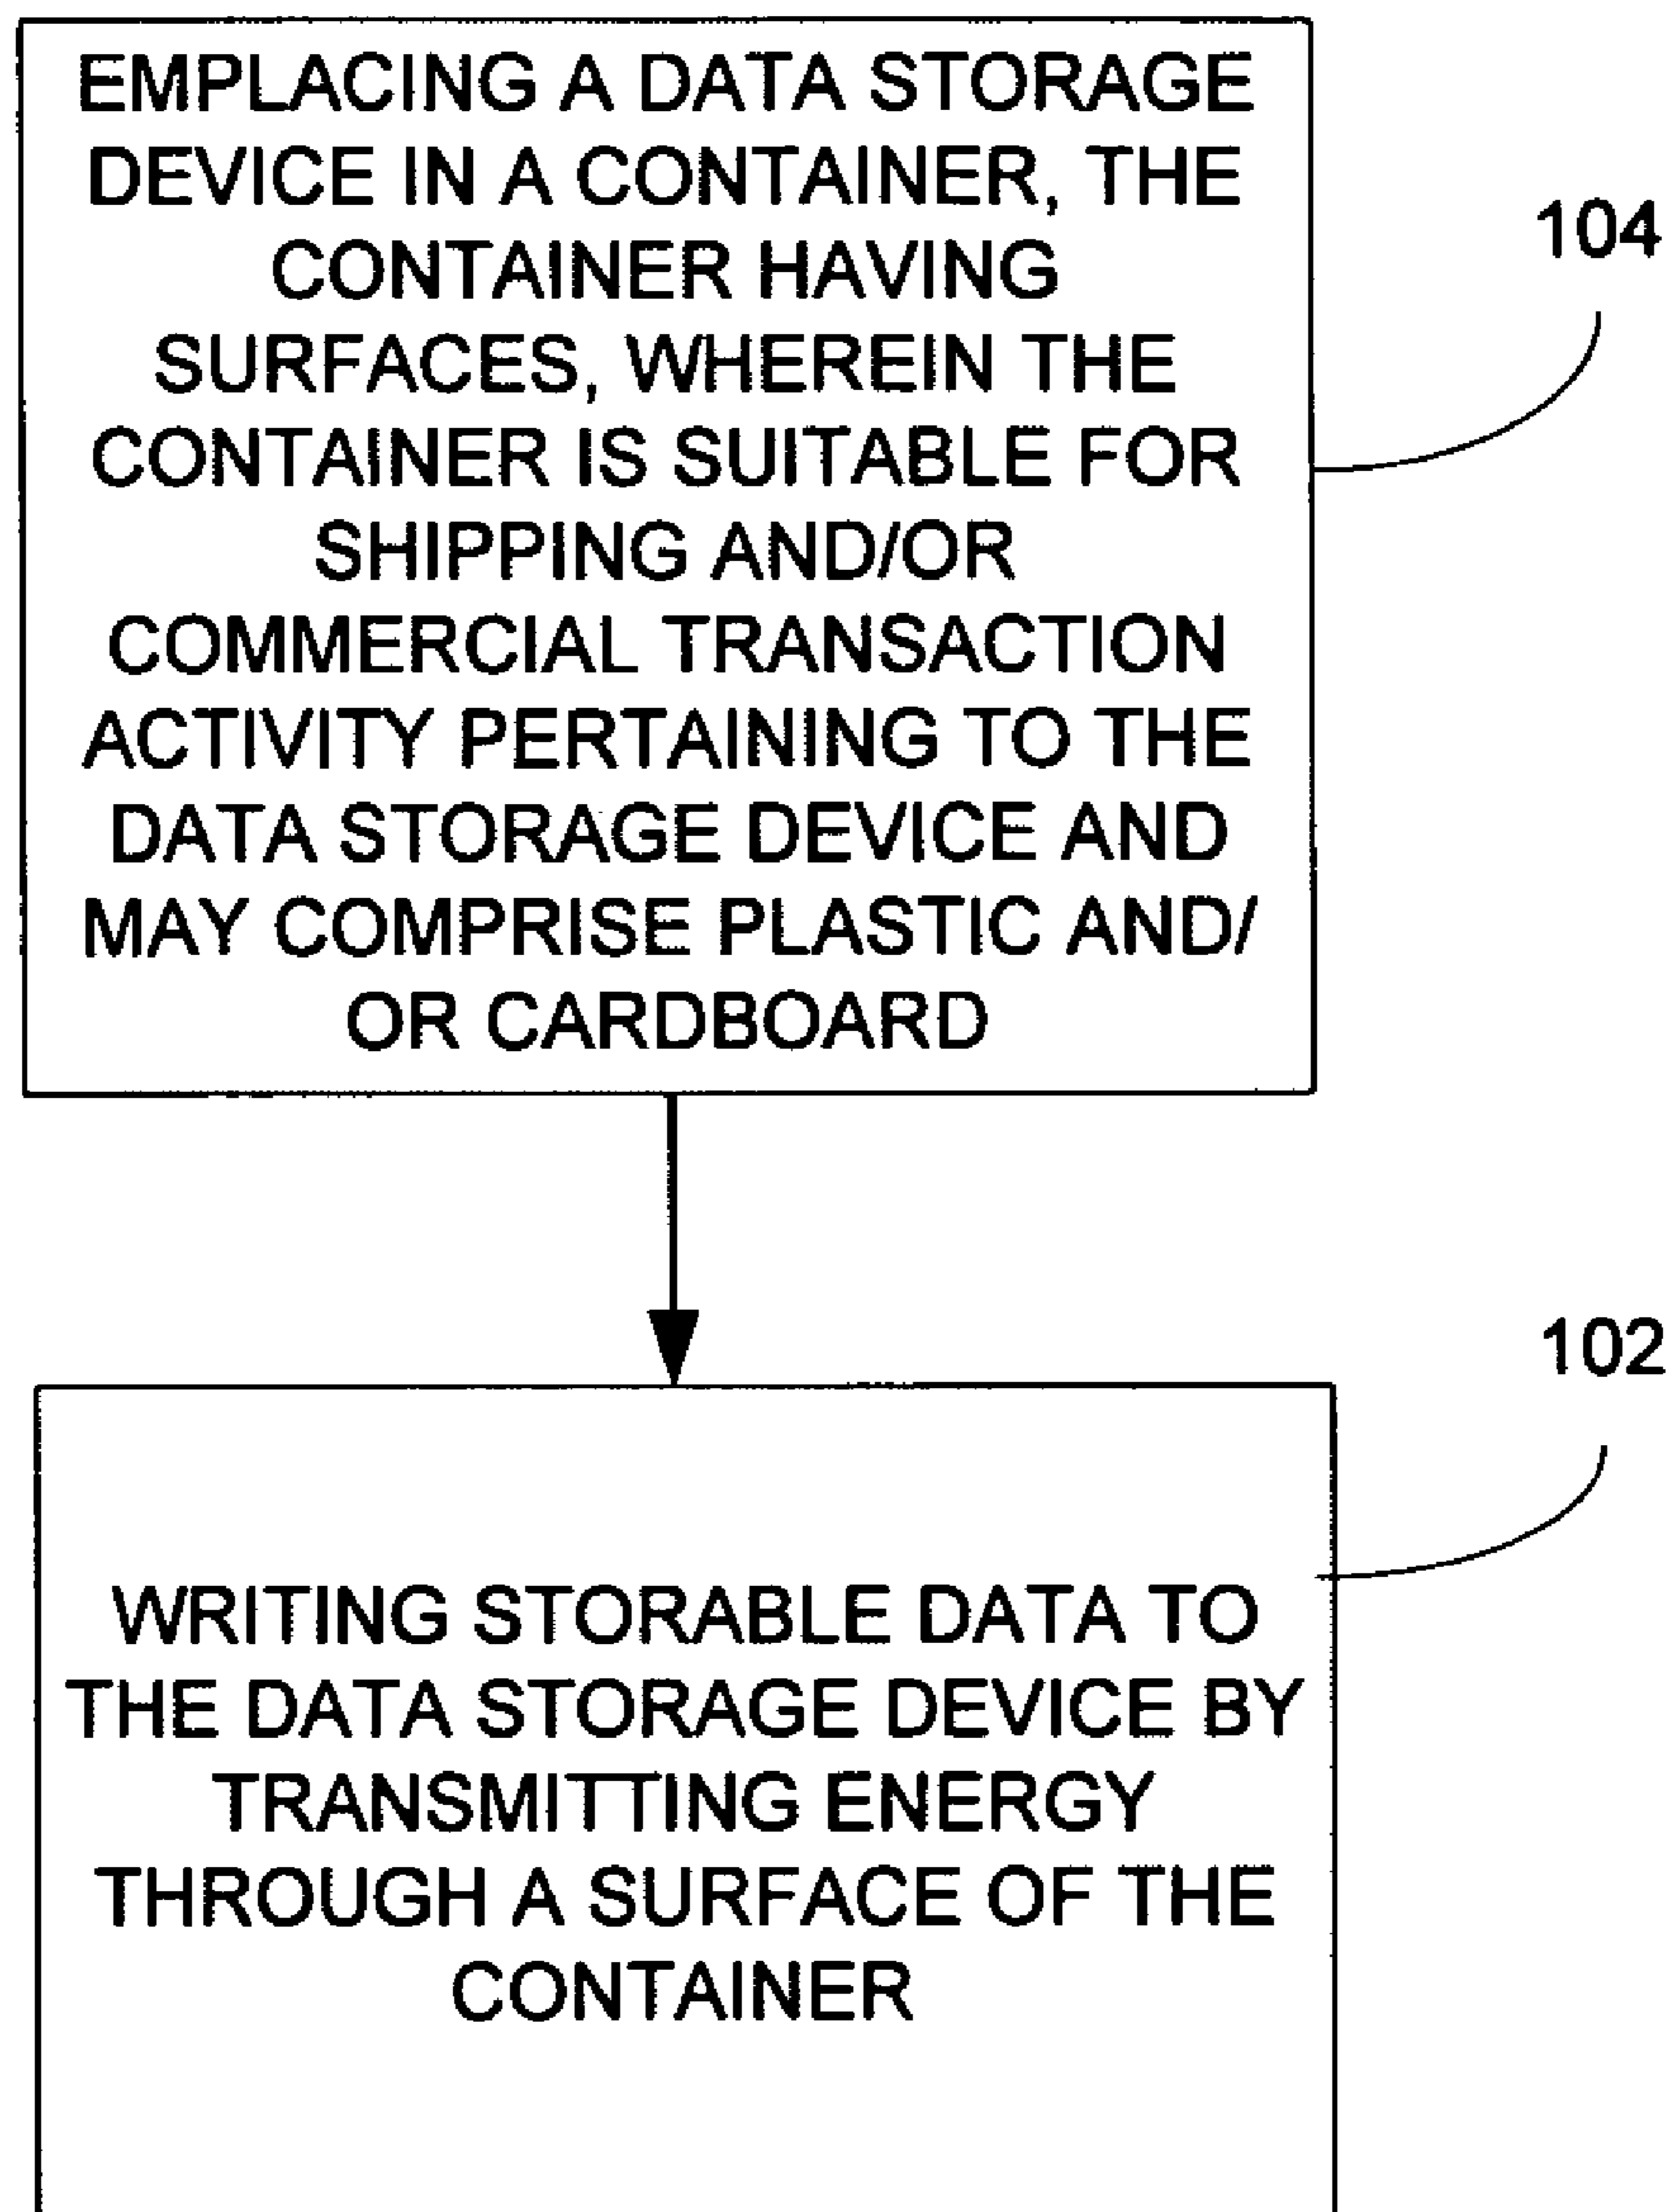 EMPLACING A DATA STORAGE
DEVICE IN A CONTAINER, THE
CONTAINER HAVING
SURFACES, WHEREIN THE
CONTAINER IS SUITABLE FOR
SHIPPING AND/OR
COMMERCIAL TRANSACTION
ACTIVITY PERTAINING TO THE
DATA STORAGE DEVICE AND
MAY COMPRISE PLASTIC AND/
OR CARDBOARD
104
102
WRITING STORABLE DATA TO
THE DATA STORAGE DEVICE BY
TRANSMITTING ENERGY
THROUGH A SURFACE OF THE
CONTAINER